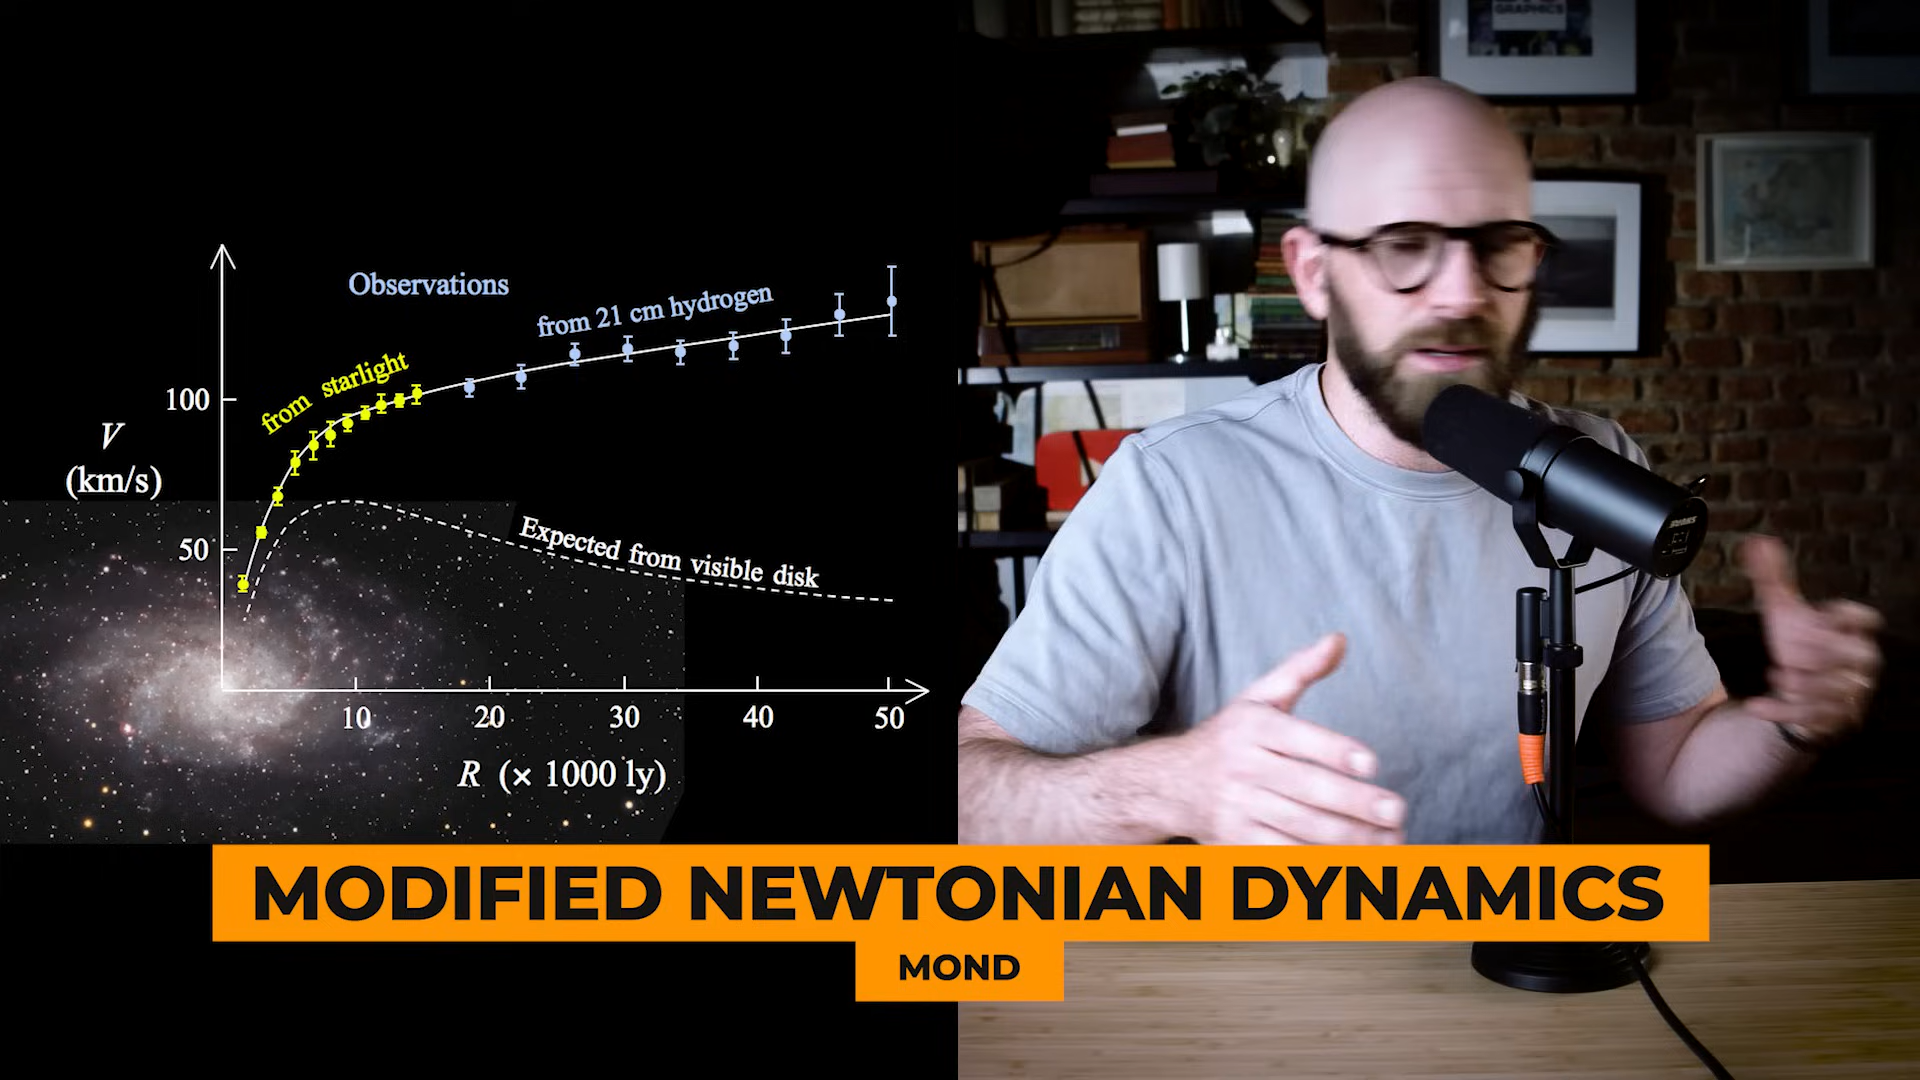 Observations
from 21 cm hydrogen
from starlight
100
V
(km/s)
50
Expected from visible disk
10 20 30 40 50
R (× 1000 ly)
GRAPHICS
MODIFIED NEWTONIAN DYNAMICS
MOND